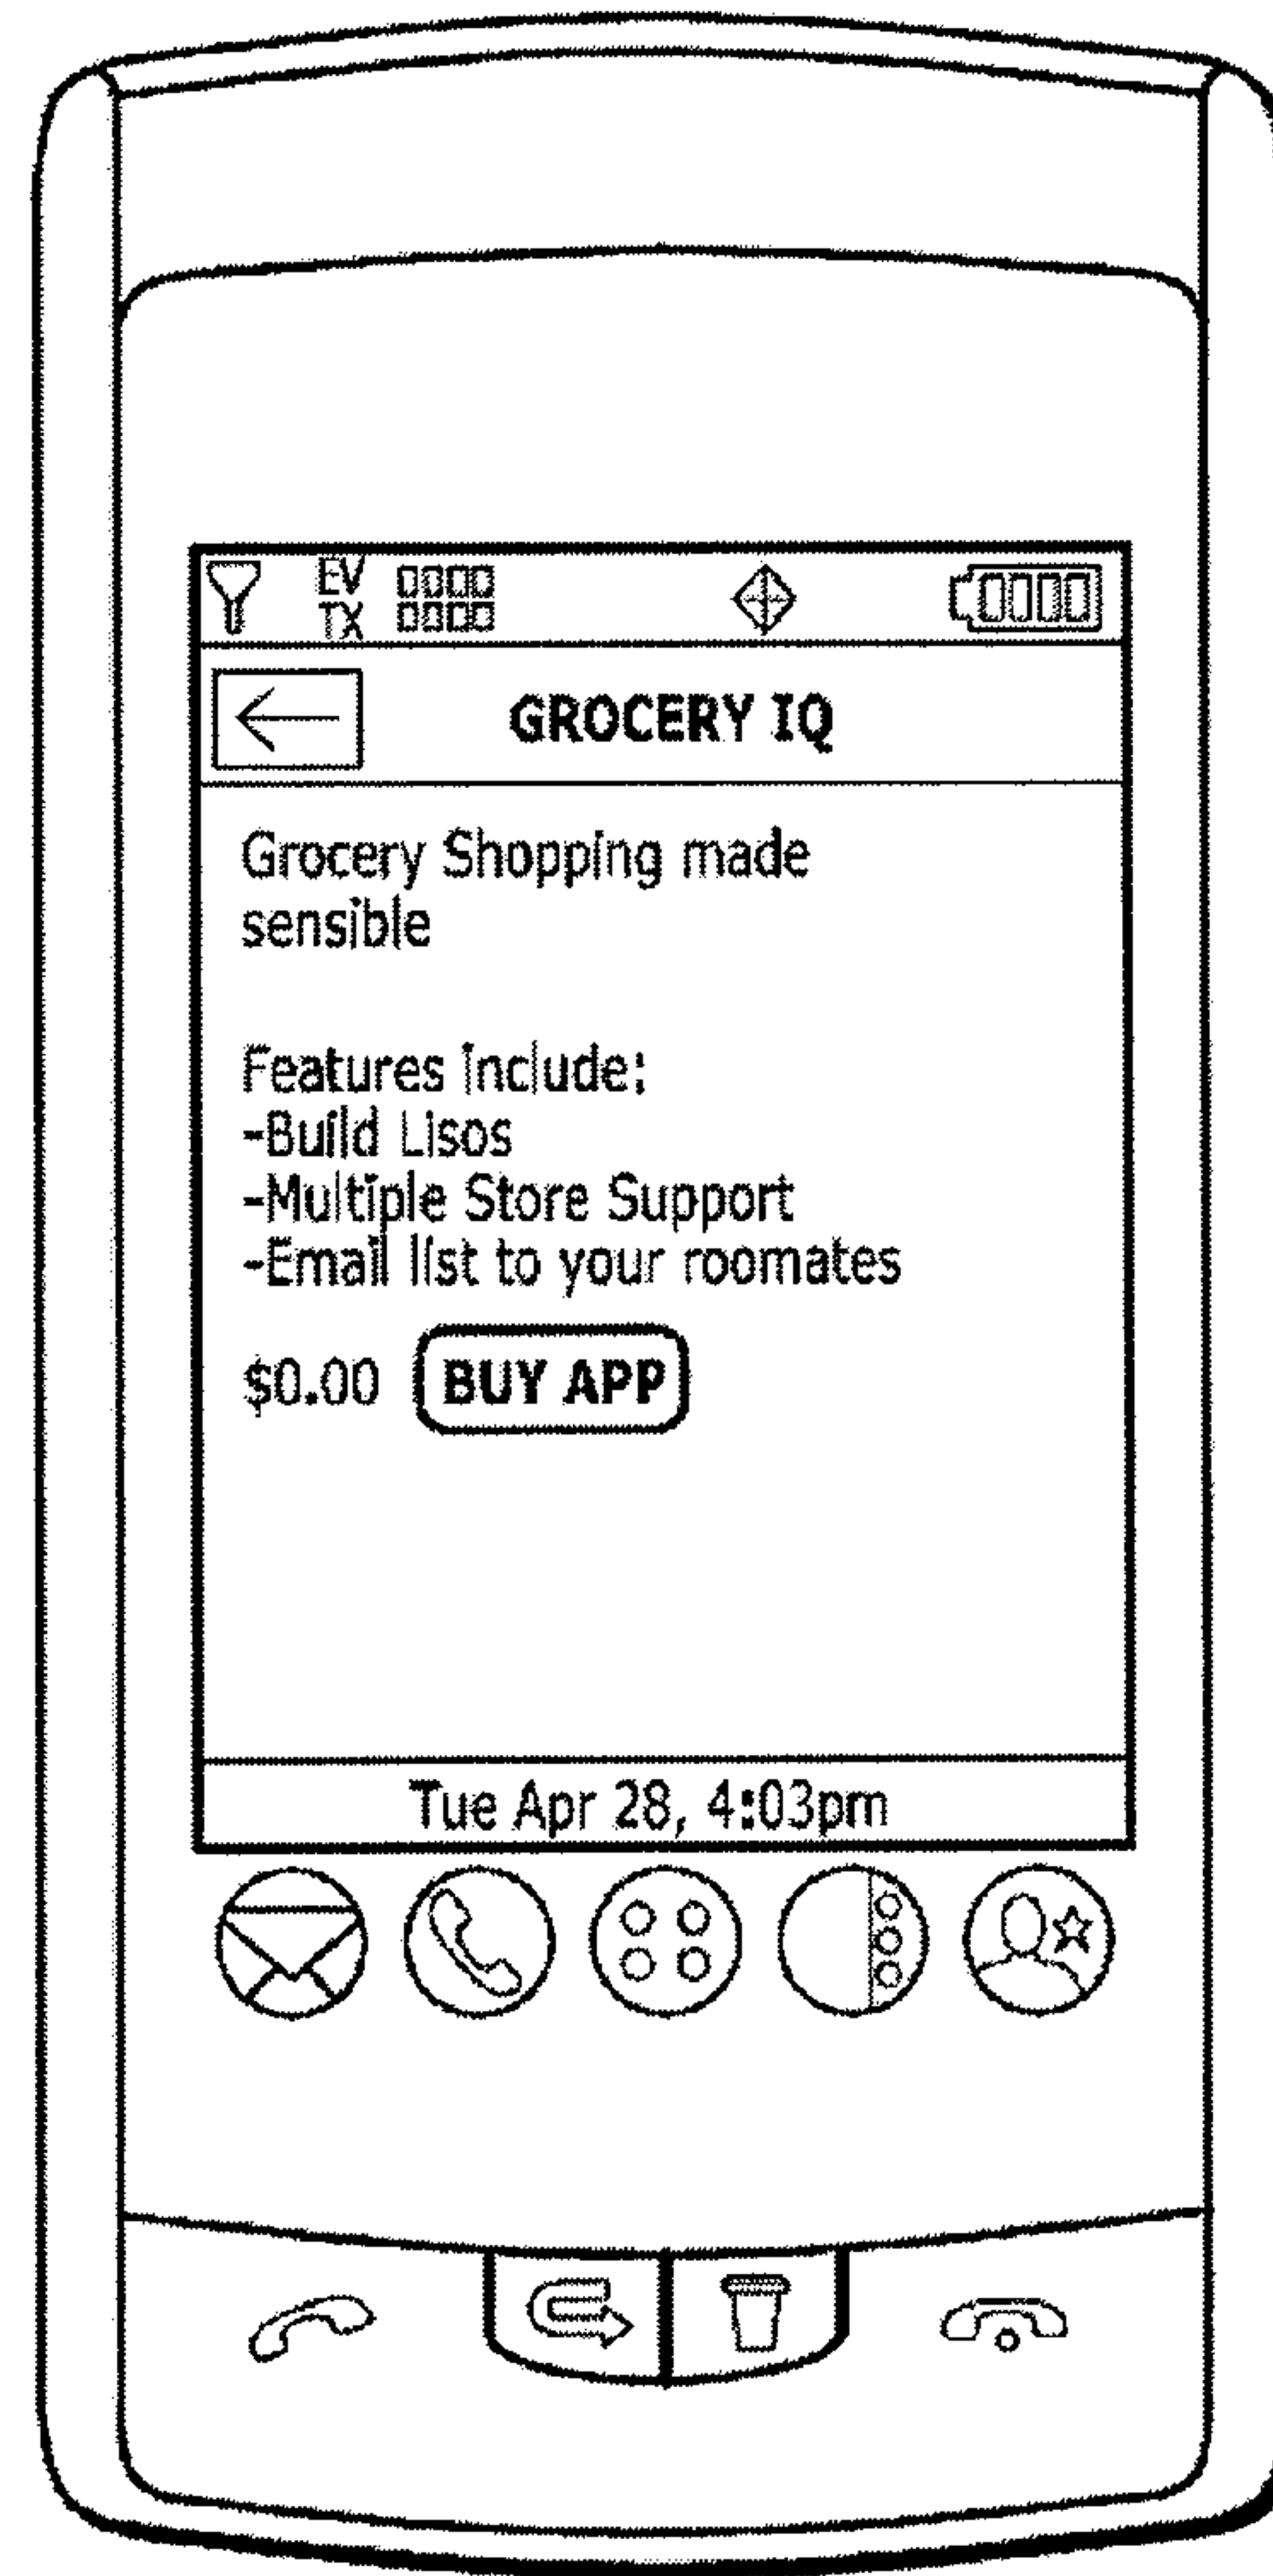 EV
TX
GROCERY IQ
Grocery Shopping made
sensible
Features include:
-Build Lisos
-Multiple Store Support
-Email list to your roomates
$0.00 BUY APP
Tue Apr 28, 4:03pm